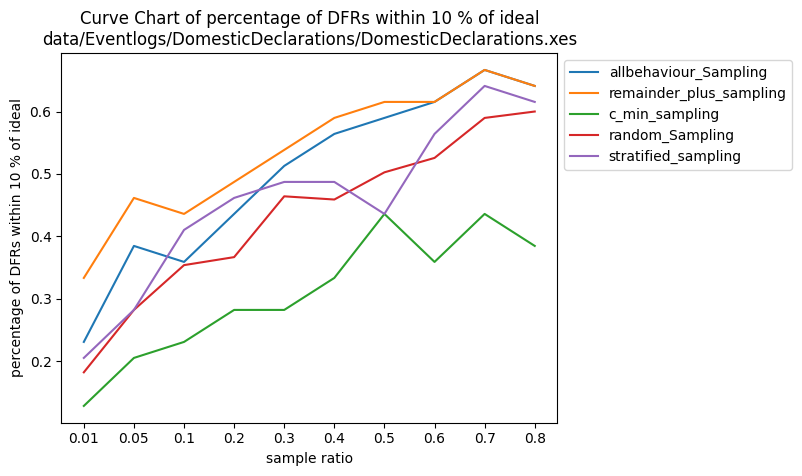 Curve Chart of percentage of DFRs within 10 % of ideal
data/Eventlogs/DomesticDeclarations/DomesticDeclarations.xes
percentage of DFRs within 10 % of ideal
0.6
0.5
0.4
0.3
0.2
0.01 0.05 0.1 0.2 0.3 0.4 0.5 0.6 0.7 0.8
sample ratio
allbehaviour_Sampling
remainder_plus_sampling
c_min_sampling
random_Sampling
stratified_sampling